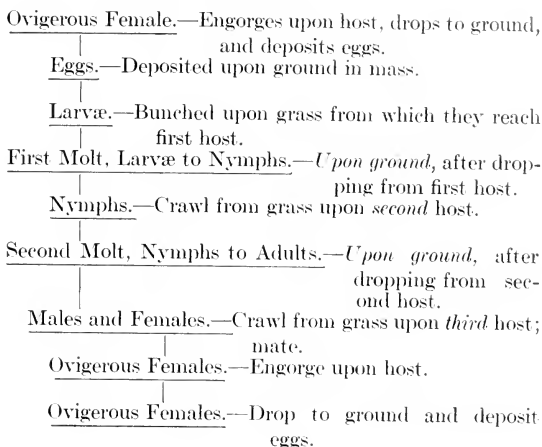 Ovigerous Female.—Engorges upon host, drops to ground,
and deposits eggs.
Eggs.—Deposited upon ground in mass.
Larvæ.—Bunched upon grass from which they reach
first host.
First Molt, Larvæ to Nymphs.—Upon ground, after drop-
ping from first host.
Nymphs.—Crawl from grass upon second host.
Second Molt, Nymphs to Adults.—Upon ground, after
dropping from sec-
ond host.
Males and Females.—Crawl from grass upon third host;
mate.
Ovigerous Females.—Engorge upon host.
Ovigerous Females.—Drop to ground and deposit
eggs.